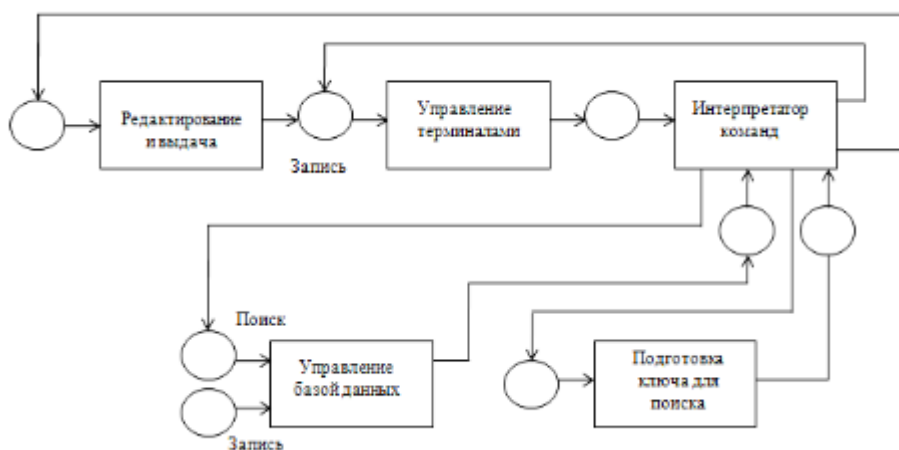 Редактирование
и выдача
Управление
терминалами
Интерпретатор
команд
Запись
Поиск
Управление
базой данных
Подготовка
ключа для
поиска
Запись